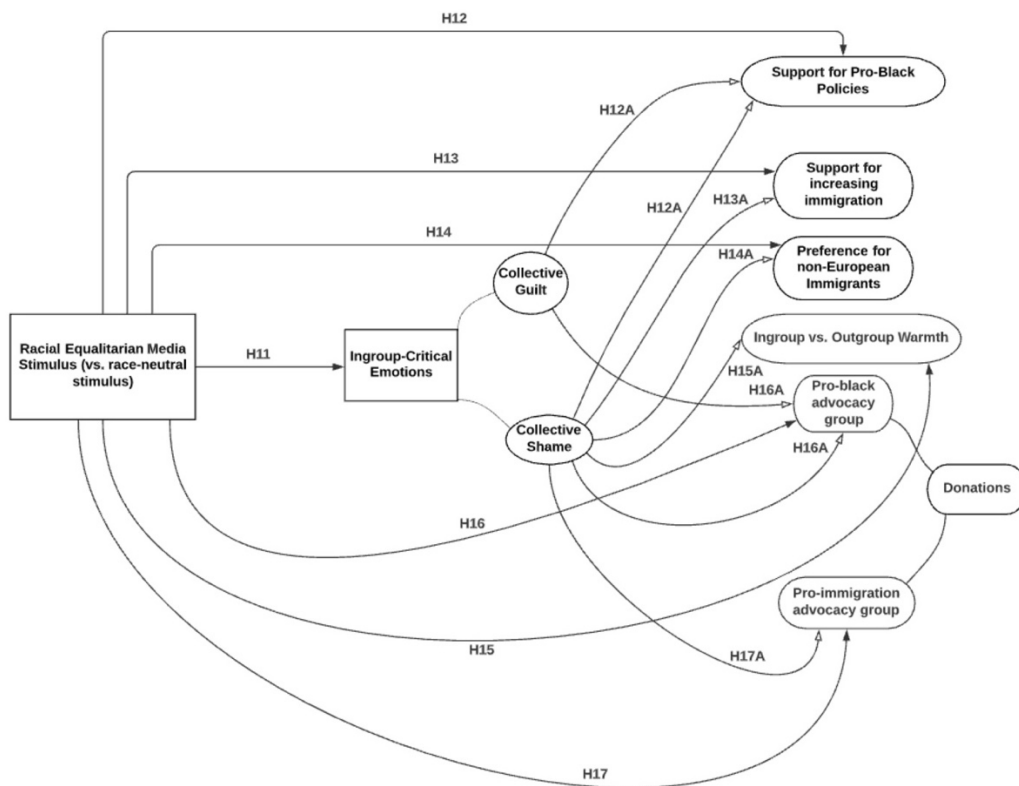 H12
Support for Pro-Black
Policies
H12A
H13
Support for
increasing
immigration
H12A
H13A
H14
H14A
Preference for
non-European
Immigrants
Collective
Guilt
Racial Equalitarian Media
Stimulus (vs. race-neutral
stimulus)
H11
Ingroup-Critical
Emotions
Ingroup vs. Outgroup Warmth
H15A
H16A
Pro-black
advocacy
group
Collective
Shame
H16A
Donations
H16
Pro-immigration
advocacy group
H15
H17A
H17